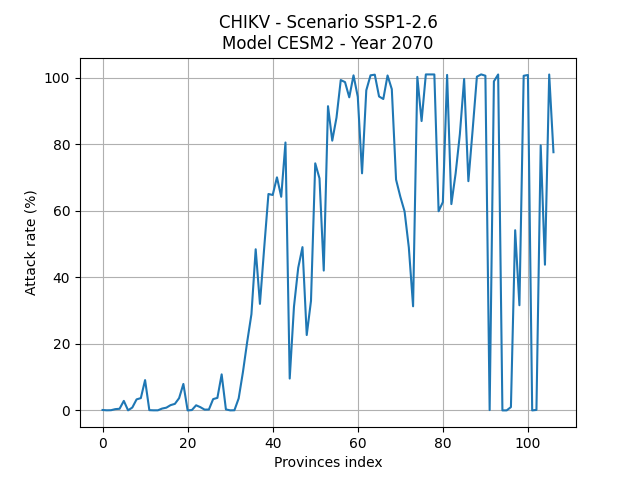 CHIKV - Scenario SSP1-2.6
Model CESM2 - Year 2070
Attack rate (%)
100
80
60
40
20
0
0 20 40 60 80 100
Provinces index